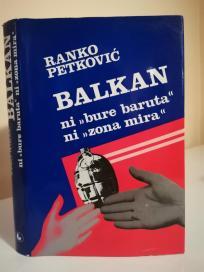 RANKO
PETKOVIĆ
BALKAN
ni »bure baruta“
ni »zona mira“
BALKAN
ni »bure baruta“ ni »zona mira“